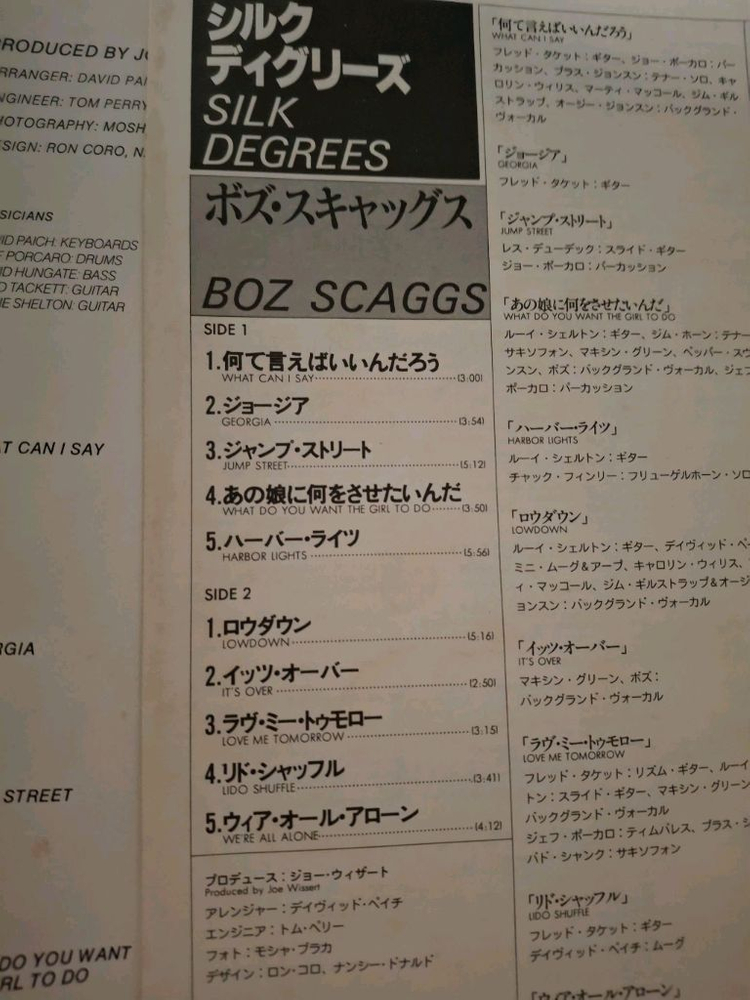 PRODUCED BY
ARRANGER: DAVID
ENGINEER: TOM PERRY
PHOTOGRAPHY:
DESIGN: RON CORO,
MUSICIANS
DAVID PAICH: KEYBOARDS
PORCARO: DRUMS
DAVID HUNGATE: BASS
TACKETT: GUITAR
SHELTON: GUITAR
CAN I SAY
STREET
DO YOU WANT
TO DO
シルク
ディグリーズ
SILK
DEGREES
ボズ・スキャッグス
BOZ SCAGGS
SIDE 1
1.何て言えばいいんだろう
WHAT CAN I SAY (3:00)
2.ジョージア
GEORGIA (3:54)
3.ジャンプ・ストリート
JUMP STREET (5:12)
4.あの娘に何をさせたいんだ
WHAT DO YOU WANT THE GIRL TO DO (3:50)
5.ハーバー・ライツ
HARBOR LIGHTS (5:56)
SIDE 2
1.ロウダウン
LOWDOWN (5:16)
2.イッツ・オーバー
IT'S OVER (2:50)
3.ラヴ・ミー・トゥモロー
LOVE ME TOMORROW (3:15)
4.リド・シャッフル
LIDO SHUFFLE (3:41)
5.ウィア・オール・アローン
WE'RE ALL ALONE (4:12)
プロデュース：ジョー・ウィザート
Produced by Joe Wissert
アレンジャー：デイヴィッド・ペイチ
エンジニア：トム・ペリー
フォト：モシャ・ブラカ
デザイン：ロン・コロ、ナンシー・ドナルド
「何て言えばいいんだろう」
WHAT CAN I SAY
フレッド・タケット：ギター、ジョー・ポーカロ：パー
カッション、プラス・ジョンスン：テナー・ソロ、キャ
ロリン・ウィリス、マーティ・マッコール、ジム・ギル
ストラップ、オージー・ジョンスン：バックグランド・
ヴォーカル
「ジョージア」
GEORGIA
フレッド・タケット：ギター
「ジャンプ・ストリート」
JUMP STREET
レス・デューデック：スライド・ギター
ジョー・ポーカロ：パーカッション
「あの娘に何をさせたいんだ」
WHAT DO YOU WANT THE GIRL TO DO
ルーイ・シェルトン：ギター、ジム・ホーン：テナー
サキソフォン、マキシン・グリーン、ペッパー・スウ
ンスン、ボズ：バックグランド・ヴォーカル、ジェフ
ポーカロ：パーカッション
「ハーバー・ライツ」
HARBOR LIGHTS
ルーイ・シェルトン：ギター
チャック・フィンリー：フリューゲルホーン・ソロ
「ロウダウン」
LOWDOWN
ルーイ・シェルトン：ギター、デイヴィッド・ペ
ミニ・ムーグ＆アープ、キャロリン・ウィリス、
ィ・マッコール、ジム・ギルストラップ＆オージ
ョンスン：バックグランド・ヴォーカル
「イッツ・オーバー」
IT'S OVER
マキシン・グリーン、ボズ：
バックグランド・ヴォーカル
「ラヴ・ミー・トゥモロー」
LOVE ME TOMORROW
フレッド・タケット：リズム・ギター、ルーイ
トン：スライド・ギター、マキシン・グリーン
バックグランド・ヴォーカル
ジェフ・ポーカロ：ティムバレス、プラス・ジ
バド・シャンク：サキソフォン
「リド・シャッフル」
LIDO SHUFFLE
フレッド・タケット：ギター
デイヴィッド・ペイチ：ムーグ
「ウィア・オール・アローン」